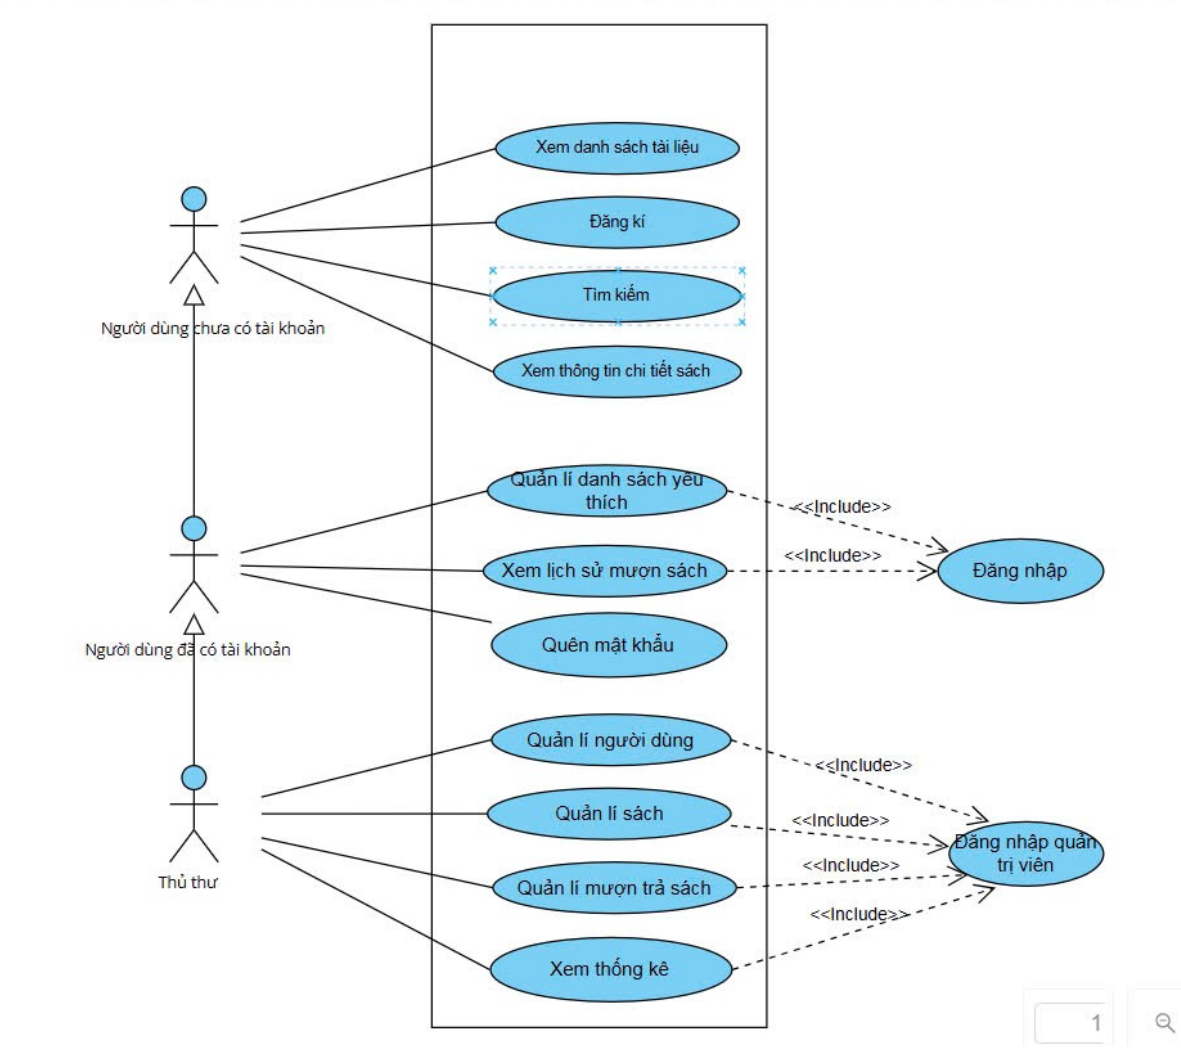 Xem danh sách tài liệu
Đăng kí
Tìm kiếm
Xem thông tin chi tiết sách
Người dùng chưa có tài khoản
Quản lí danh sách yêu
thích
<<Include>>
Xem lịch sử mượn sách
<<Include>>
Đăng nhập
Quên mật khẩu
Người dùng đã có tài khoản
Quản lí người dùng
<<Include>>
Quản lí sách
<<Include>>
Đăng nhập quản
trị viên
Quản lí mượn trả sách
<<Include>>
Thủ thư
<<Include>>
Xem thống kê
1